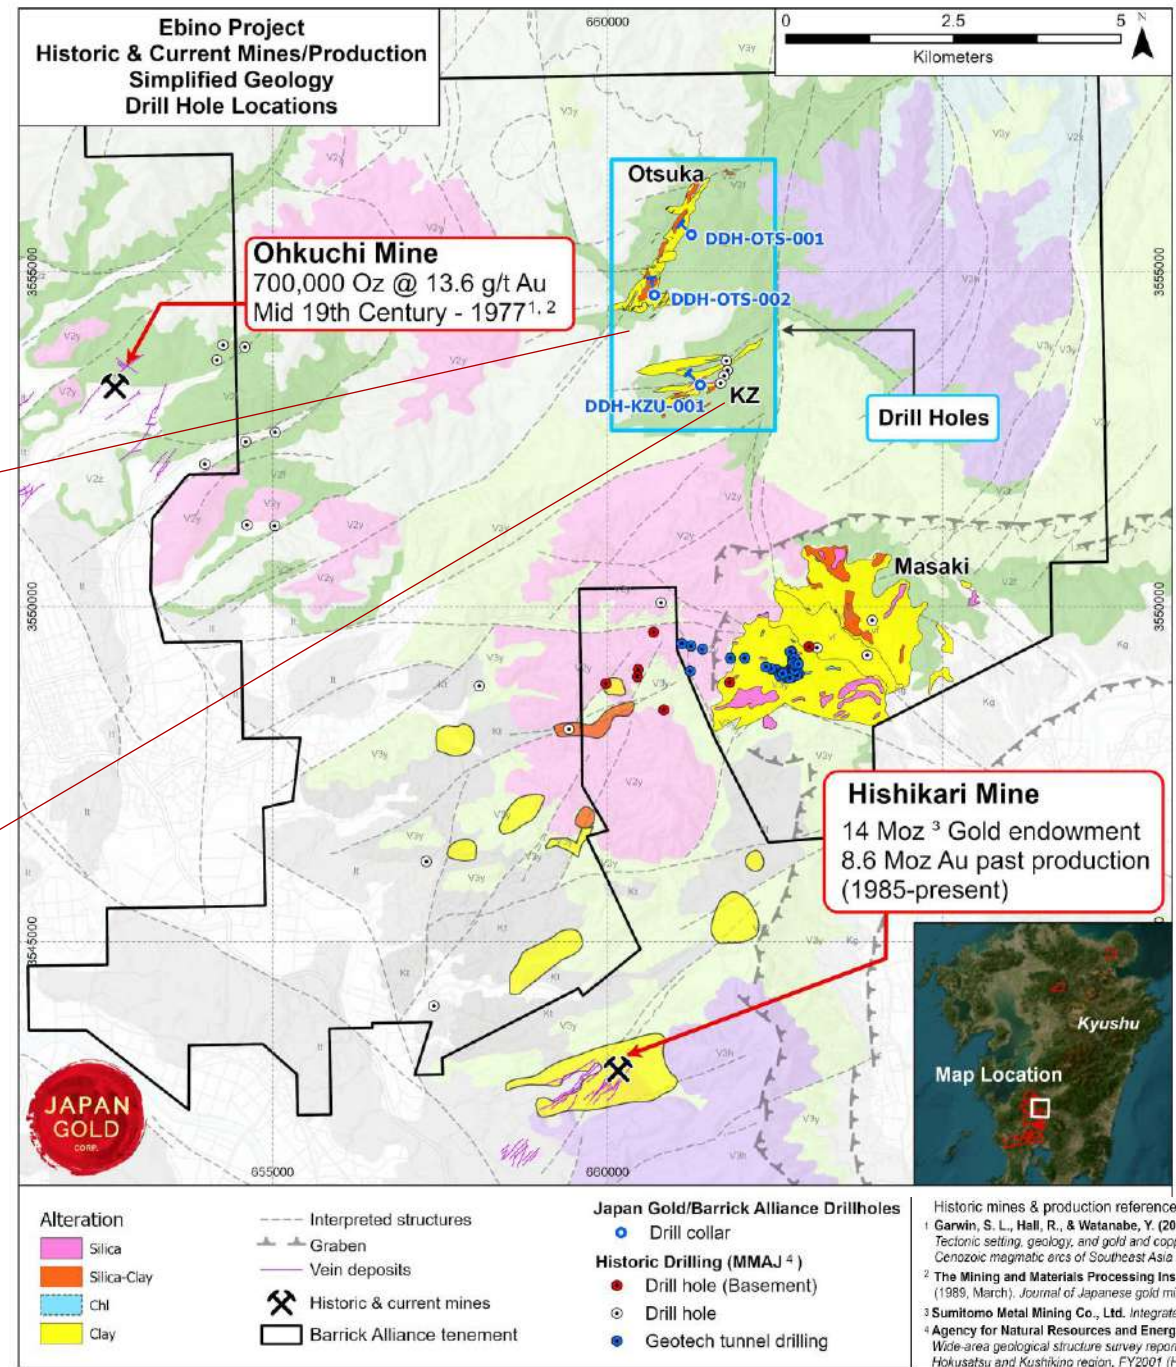 Ebino Project
Historic & Current Mines/Production
Simplified Geology
Drill Hole Locations
660000
0 2.5 5
Kilometers
N
Otsuka
DDH-OTS-001
DDH-OTS-002
DDH-KZU-001
KZ
Drill Holes
3555000
3555000
Ohkuchi Mine
700,000 Oz @ 13.6 g/t Au
Mid 19th Century - 1977¹,²
Masaki
3550000
3550000
Hishikari Mine
14 Moz ³ Gold endowment
8.6 Moz Au past production
(1985-present)
3545000
Kyushu
Map Location
JAPAN
GOLD
CORP.
655000
660000
Alteration
Silica
Silica-Clay
Chl
Clay
Interpreted structures
Graben
Vein deposits
Historic & current mines
Barrick Alliance tenement
Japan Gold/Barrick Alliance Drillholes
Drill collar
Historic Drilling (MMAJ ⁴ )
Drill hole (Basement)
Drill hole
Geotech tunnel drilling
Historic mines & production reference
¹ Garwin, S. L., Hall, R., & Watanabe, Y. (20
Tectonic setting, geology, and gold and cop
Cenozoic magmatic arcs of Southeast Asia
² The Mining and Materials Processing Ins
(1989, March). Journal of Japanese gold mi
³ Sumitomo Metal Mining Co., Ltd. Integrate
⁴ Agency for Natural Resources and Energ
Wide-area geological structure survey repo
Hokusatsu and Kushikino region, FY2001 (I